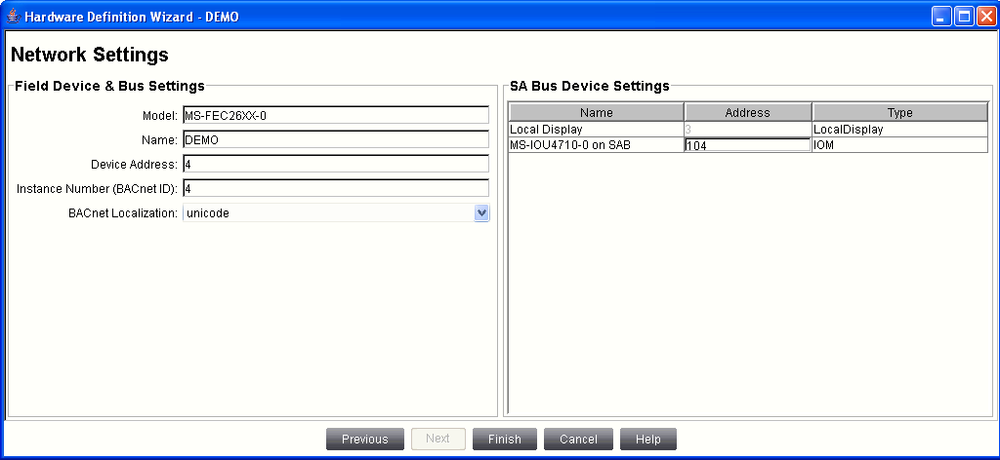 Hardware Definition Wizard - DEMO
Network Settings
Field Device & Bus Settings
Model: MS-FEC26XX-0
Name: DEMO
Device Address: 4
Instance Number (BACnet ID): 4
BACnet Localization: unicode
SA Bus Device Settings
Name Address Type
Local Display 3 LocalDisplay
MS-IOU4710-0 on SAB 104 IOM
Previous Next Finish Cancel Help